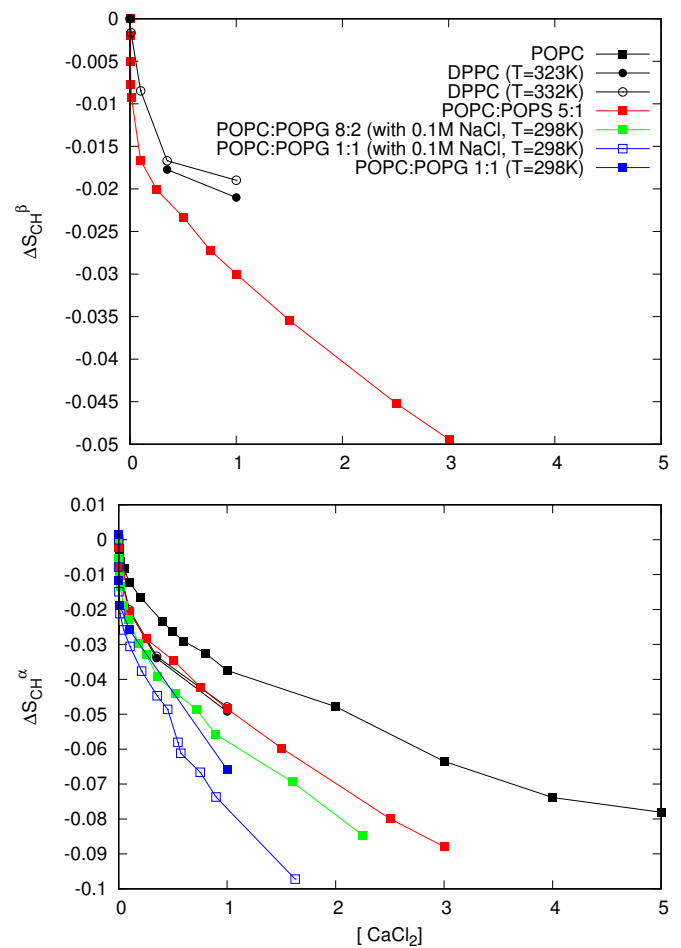 0
-0.005
-0.01
-0.015
-0.02
-0.025
-0.03
-0.035
-0.04
-0.045
-0.05
ΔS_CH^β
POPC
DPPC (T=323K)
DPPC (T=332K)
POPC:POPS 5:1
POPC:POPG 8:2 (with 0.1M NaCl, T=298K)
POPC:POPG 1:1 (with 0.1M NaCl, T=298K)
POPC:POPG 1:1 (T=298K)
0 1 2 3 4 5
0.01
0
-0.01
-0.02
-0.03
-0.04
-0.05
-0.06
-0.07
-0.08
-0.09
-0.1
ΔS_CH^α
0 1 2 3 4 5
[ CaCl₂]